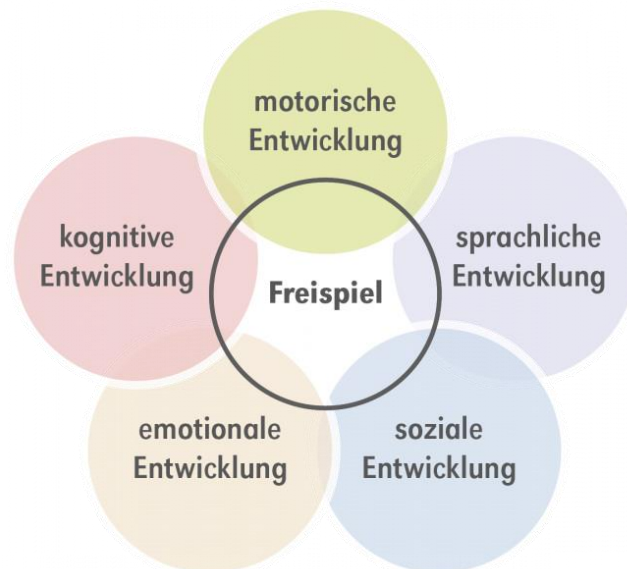 motorische
Entwicklung
kognitive
Entwicklung
sprachliche
Entwicklung
Freispiel
emotionale
Entwicklung
soziale
Entwicklung